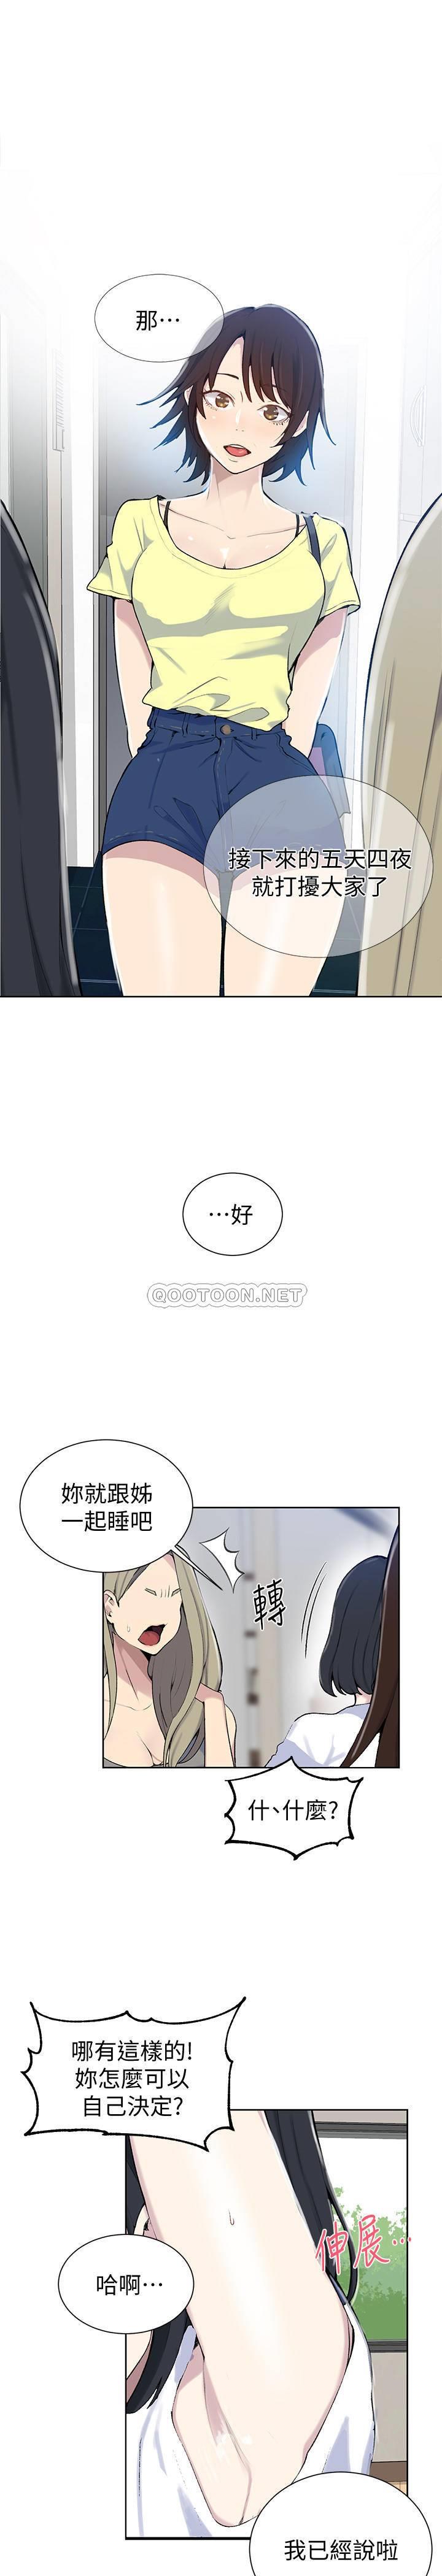 那…
接下來的五天四夜
就打擾大家了
…好
QOOTOON.NET
妳就跟姊
一起睡吧
轉
什、什麼?
哪有這樣的!
妳怎麼可以
自己決定?
伸展…
哈啊…
我已經說啦